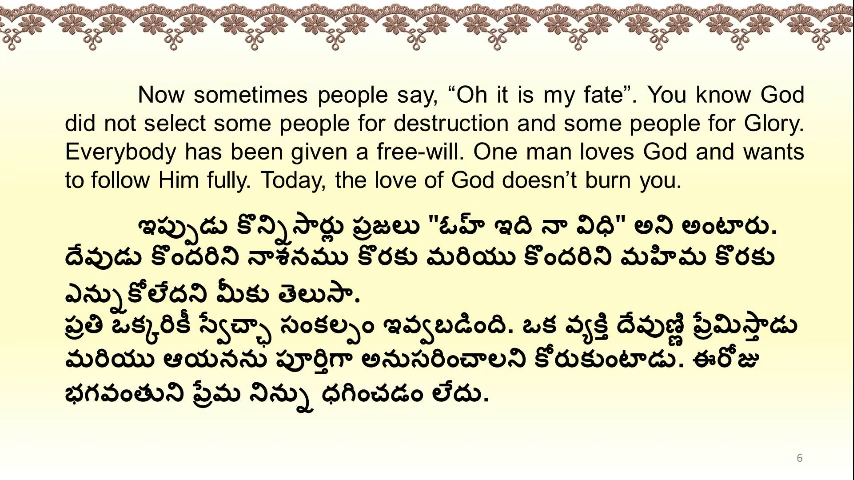 Now sometimes people say, “Oh it is my fate”. You know God
did not select some people for destruction and some people for Glory.
Everybody has been given a free-will. One man loves God and wants
to follow Him fully. Today, the love of God doesn’t burn you.
ఇప్పుడు కొన్నిసార్లు ప్రజలు "ఓహ్ ఇది నా విధి" అని అంటారు.
దేవుడు కొందరిని నాశనము కొరకు మరియు కొందరిని మహిమ కొరకు
ఎన్నుకోలేదని మీకు తెలుసా.
ప్రతి ఒక్కరికీ స్వేచ్ఛా సంకల్పం ఇవ్వబడింది. ఒక వ్యక్తి దేవుణ్ణి ప్రేమిస్తాడు
మరియు ఆయనను పూర్తిగా అనుసరించాలని కోరుకుంటాడు. ఈరోజు
భగవంతుని ప్రేమ నిన్ను ధగించడం లేదు.
6